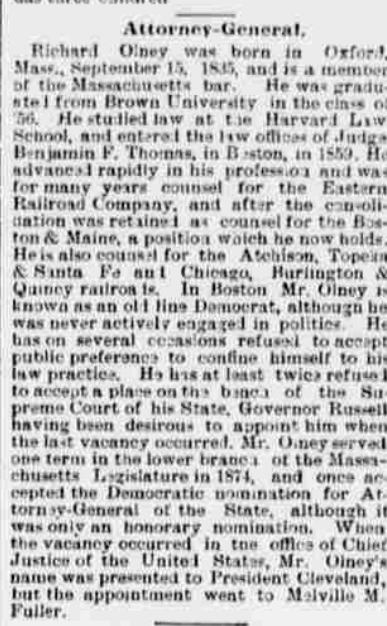 Attorney-General.
Richard Olney was born in Oxford,
Mass., September 15, 1835, and is a member
of the Massachusetts bar. He was gradu-
ated from Brown University in the class o
'56. He studied law at the Harvard Law
School, and entered the law offices of Judge
Benjamin F. Thomas, in Boston, in 1859. He
advanced rapidly in his profession and was
for many years counsel for the Eastern
Railroad Company, and after the consoli-
dation was retained as counsel for the Bos-
ton & Maine, a position which he now holds.
He is also counsel for the Atchison, Topeka
& Santa Fe and Chicago, Burlington &
Quincy railroads. In Boston Mr. Olney is
known as an old line Democrat, although he
was never actively engaged in politics. He
has on several occasions refused to accept
public preference to confine himself to his
law practice. He has at least twice refused
to accept a place on the bench of the Su-
preme Court of his State, Governor Russell
having been desirous to appoint him when
the last vacancy occurred. Mr. Olney served
one term in the lower branch of the Massa-
chusetts Legislature in 1874, and once ac-
cepted the Democratic nomination for At-
torney-General of the State, although it
was only an honorary nomination. When
the vacancy occurred in the office of Chief
Justice of the United States, Mr. Olney's
name was presented to President Cleveland,
but the appointment went to Melville M.
Fuller.